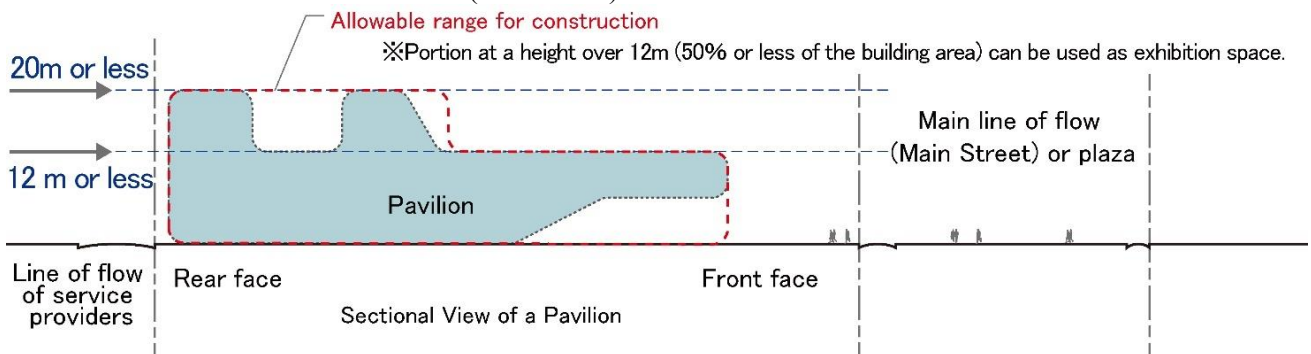 Allowable range for construction
※Portion at a height over 12m (50% or less of the building area) can be used as exhibition space.
20m or less
Main line of flow
(Main Street) or plaza
12 m or less
Pavilion
Line of flow
of service
providers
Rear face
Front face
Sectional View of a Pavilion